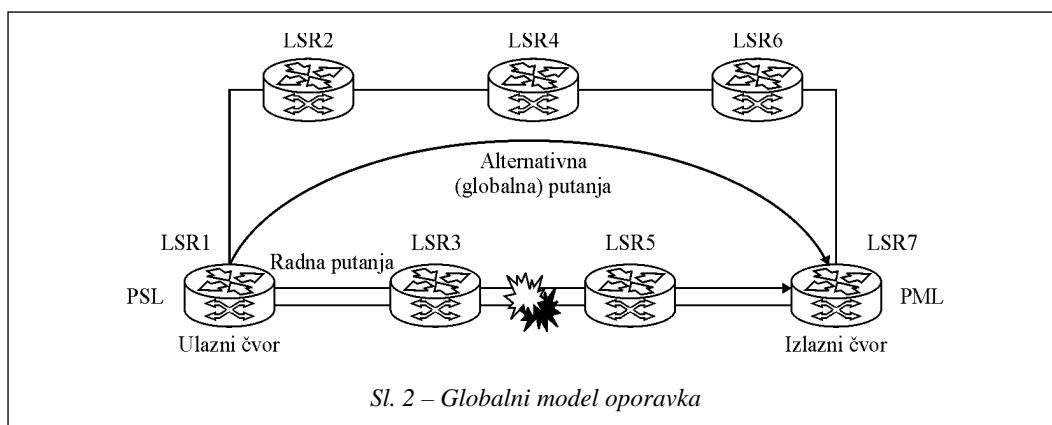 LSR2
LSR4
LSR6
Alternativna
(globalna) putanja
LSR1
LSR3
LSR5
LSR7
Radna putanja
PSL
PML
Ulazni čvor
Izlazni čvor
Sl. 2 – Globalni model oporavka